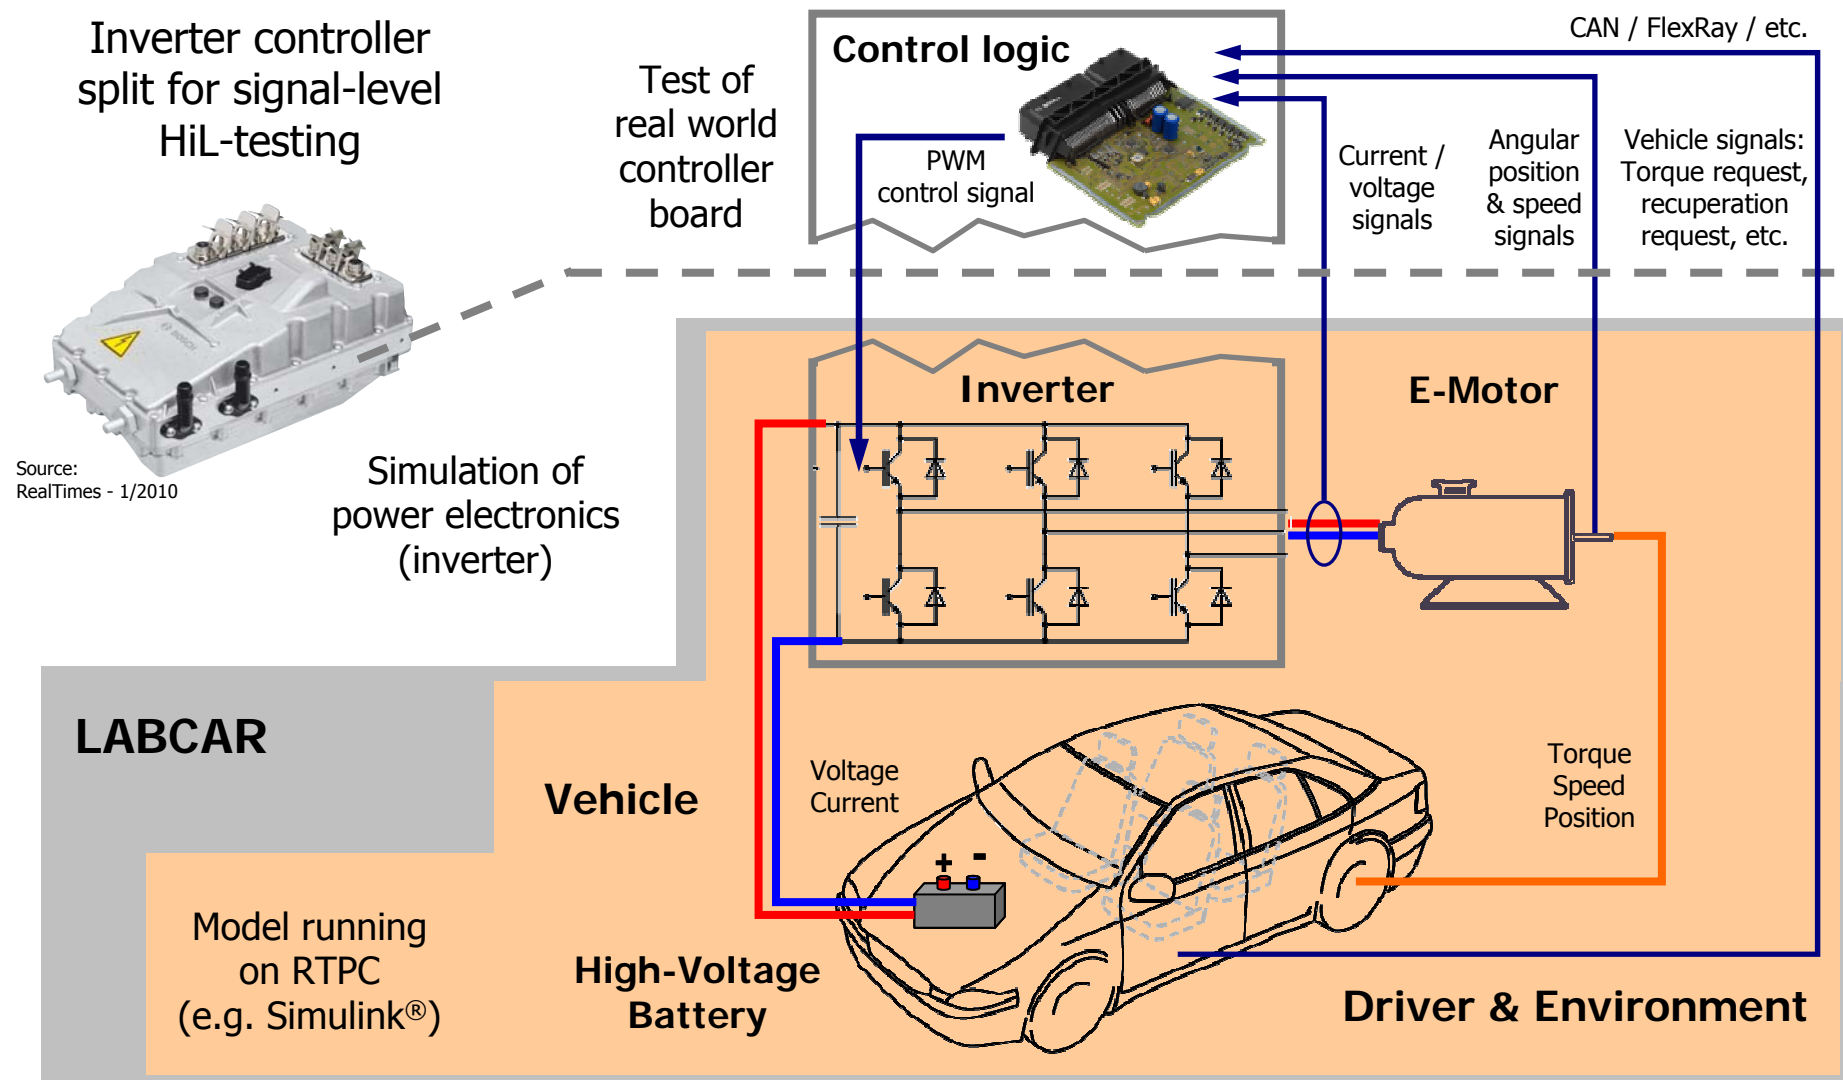 Inverter controller
split for signal-level
HiL-testing
Test of
real world
controller
board
Control logic
PWM
control signal
CAN / FlexRay / etc.
Current /
voltage
signals
Angular
position
& speed
signals
Vehicle signals:
Torque request,
recuperation
request, etc.
BOSCH
Source:
RealTimes - 1/2010
Simulation of
power electronics
(inverter)
Inverter
E-Motor
LABCAR
Vehicle
Voltage
Current
+ -
Torque
Speed
Position
Model running
on RTPC
(e.g. Simulink®)
High-Voltage
Battery
Driver & Environment